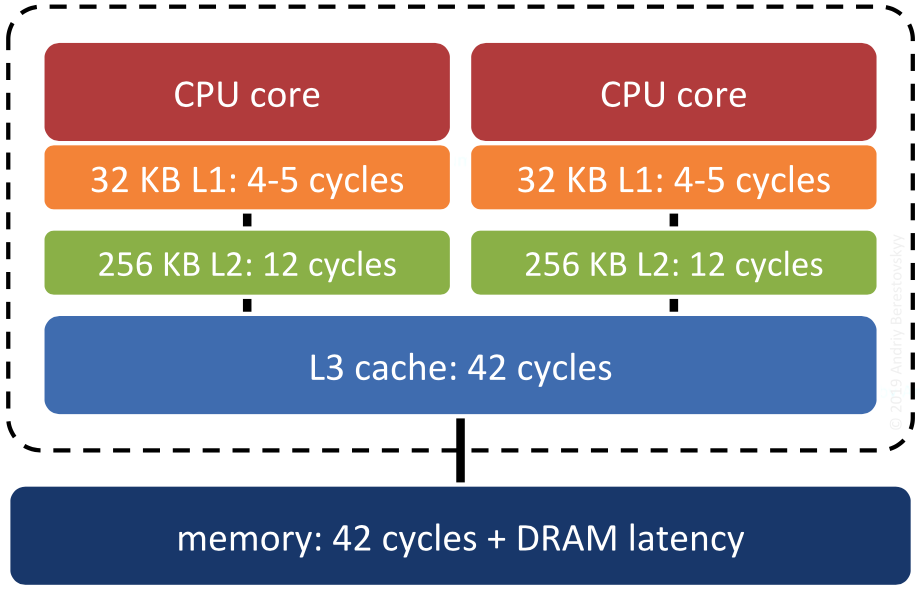 CPU core
CPU core
32 KB L1: 4-5 cycles
32 KB L1: 4-5 cycles
256 KB L2: 12 cycles
256 KB L2: 12 cycles
L3 cache: 42 cycles
memory: 42 cycles + DRAM latency
© 2019 Andriy Berestovskyy